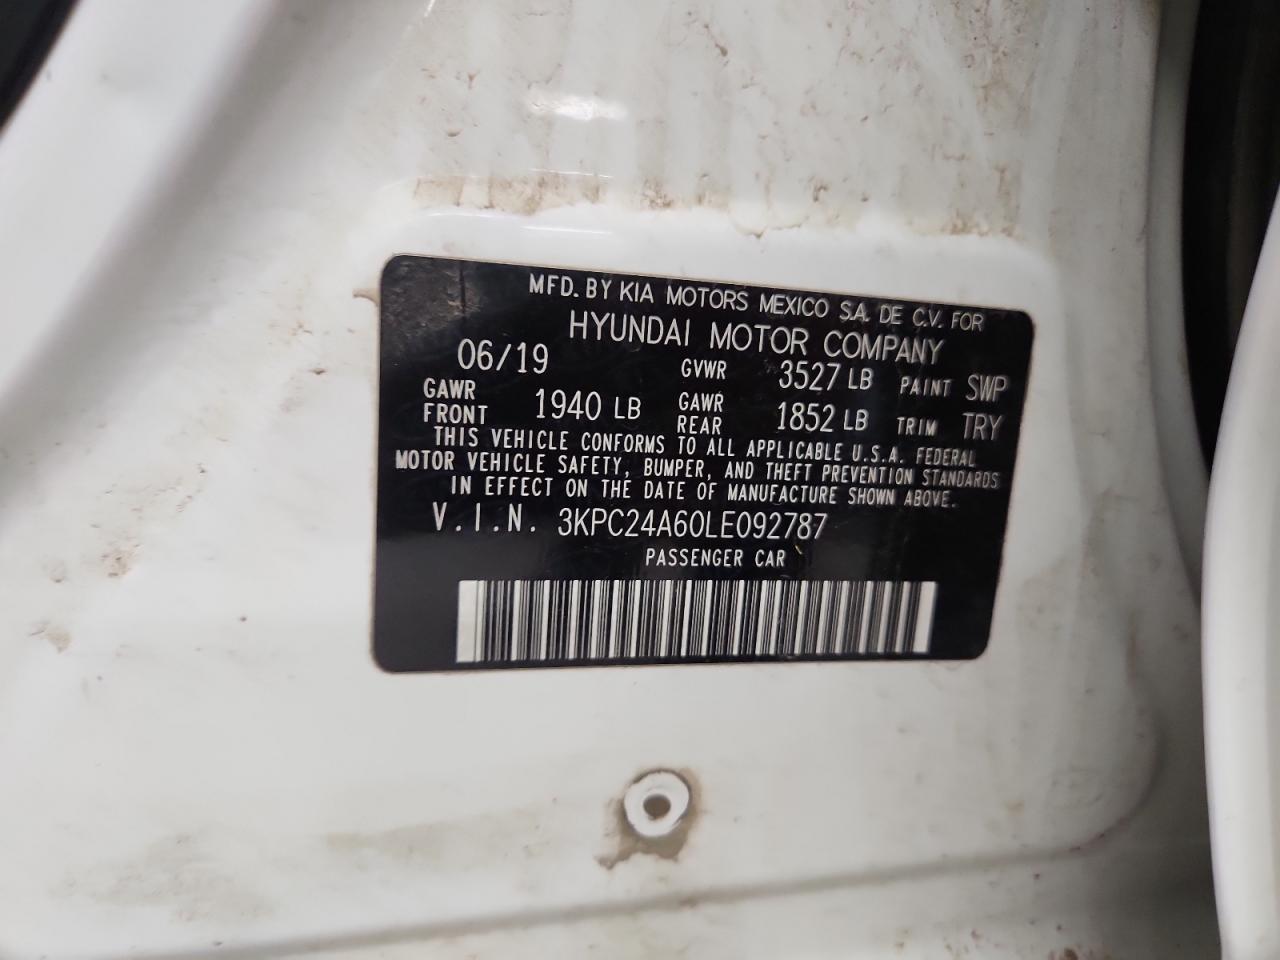 MFD. BY KIA MOTORS MEXICO S.A. DE C.V. FOR
HYUNDAI MOTOR COMPANY
06/19 GVWR 3527 LB PAINT SWP
GAWR FRONT 1940 LB GAWR REAR 1852 LB TRIM TRY
THIS VEHICLE CONFORMS TO ALL APPLICABLE U.S.A. FEDERAL
MOTOR VEHICLE SAFETY, BUMPER, AND THEFT PREVENTION STANDARDS
IN EFFECT ON THE DATE OF MANUFACTURE SHOWN ABOVE.
V.I.N. 3KPC24A60LE092787
PASSENGER CAR